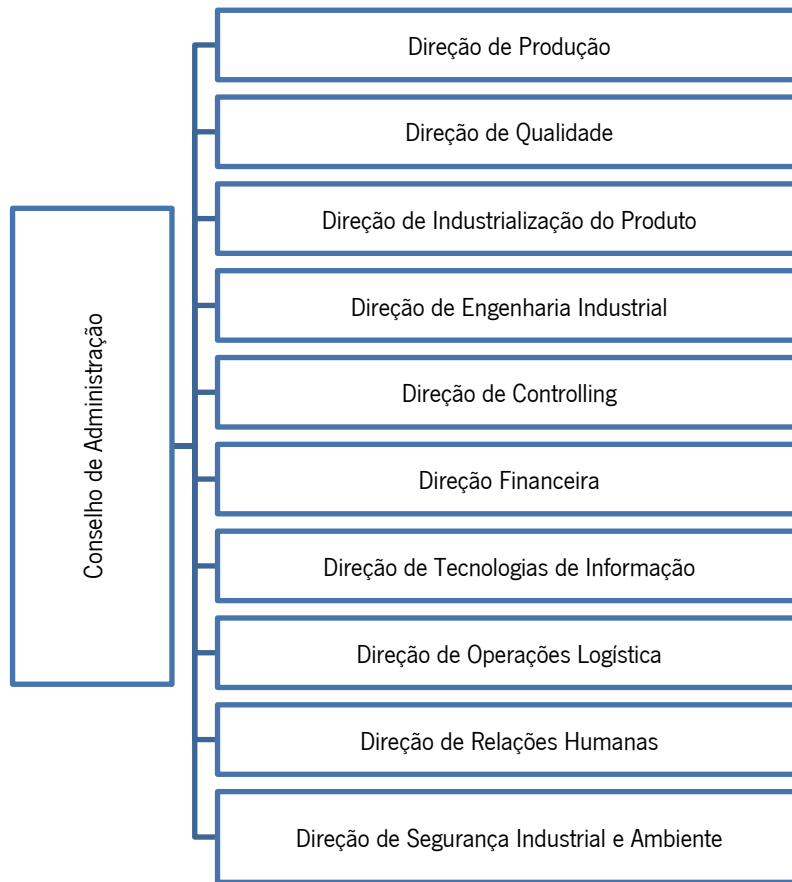 Conselho de Administração
Direção de Produção
Direção de Qualidade
Direção de Industrialização do Produto
Direção de Engenharia Industrial
Direção de Controlling
Direção Financeira
Direção de Tecnologias de Informação
Direção de Operações Logística
Direção de Relações Humanas
Direção de Segurança Industrial e Ambiente